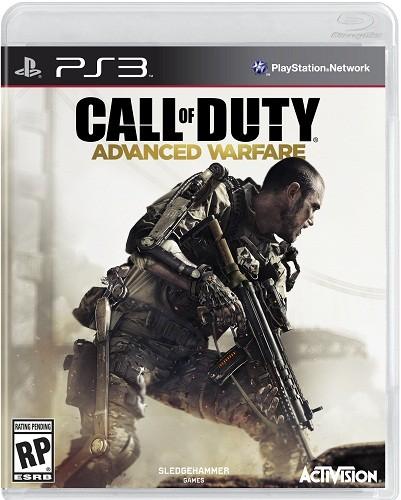 PS3
PlayStation Network
CALL OF DUTY
ADVANCED WARFARE
RATING PENDING
RP
ESRB
SLEDGEHAMMER
GAMES
ACTIVISION